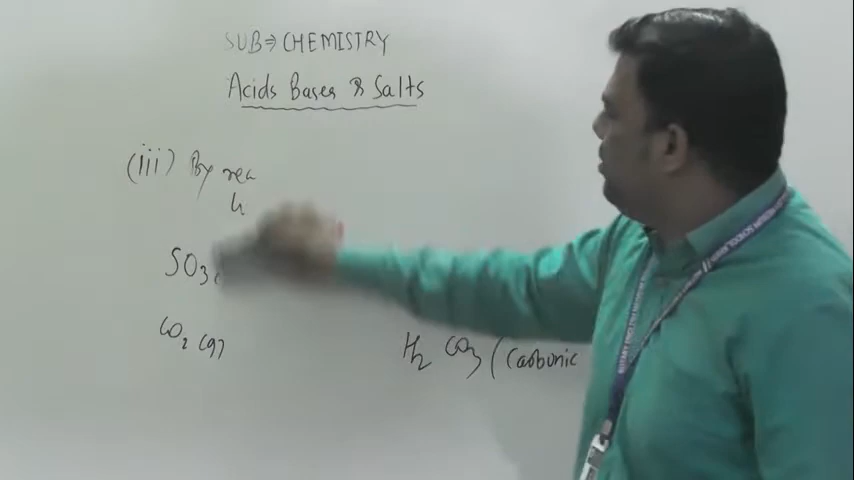 SUB⇒CHEMISTRY
Acids Bases & Salts
(iii) By rea
SO3
CO2 (g) H2 CO3 (Carbonic